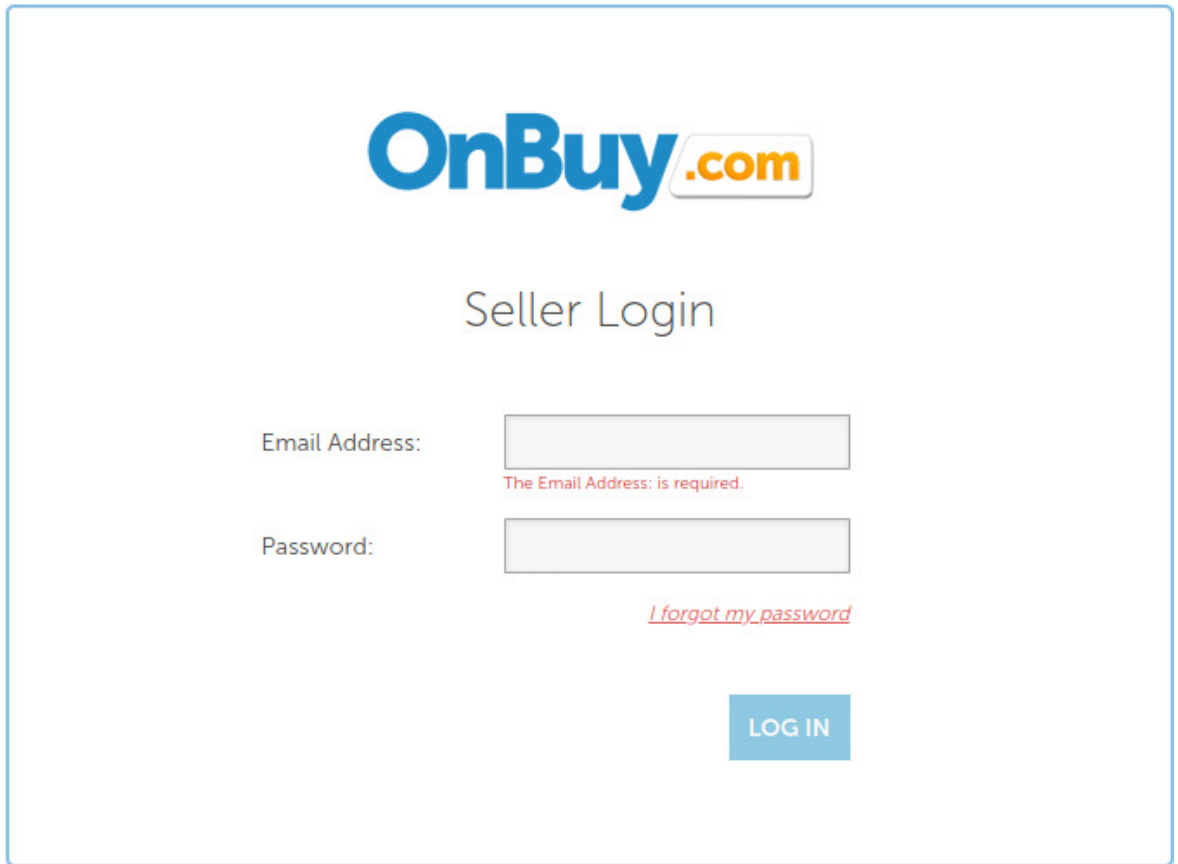 OnBuy.com
Seller Login
Email Address:
The Email Address: is required.
Password:
I forgot my password
LOG IN